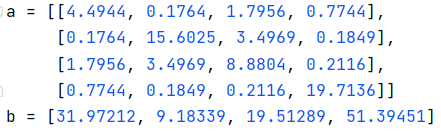 a = [[4.4944, 0.1764, 1.7956, 0.7744],
[0.1764, 15.6025, 3.4969, 0.1849],
[1.7956, 3.4969, 8.8804, 0.2116],
[0.7744, 0.1849, 0.2116, 19.7136]]
b = [31.97212, 9.18339, 19.51289, 51.39451]